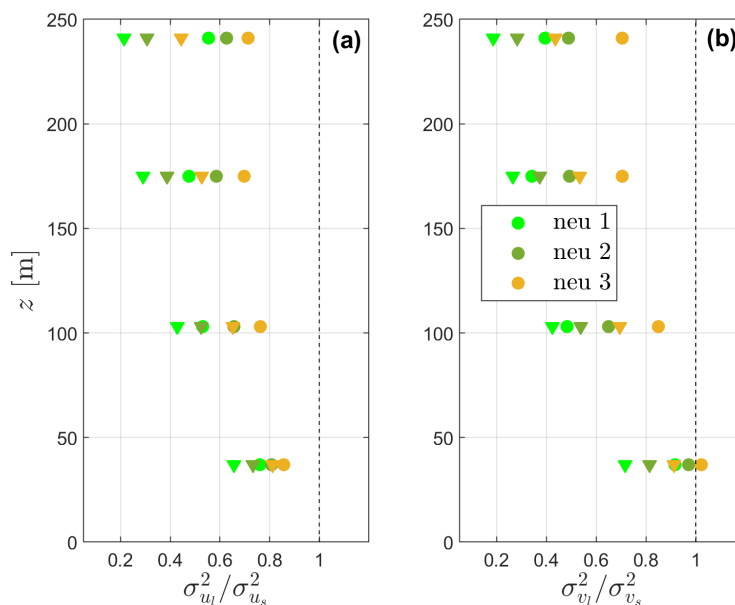 (a)
250
200
150
100
50
0
z [m]
0.2 0.4 0.6 0.8 1
σ²_{u_l}/σ²_{u_s}
(b)
250
200
150
100
50
0
neu 1
neu 2
neu 3
0.2 0.4 0.6 0.8 1
σ²_{v_l}/σ²_{v_s}